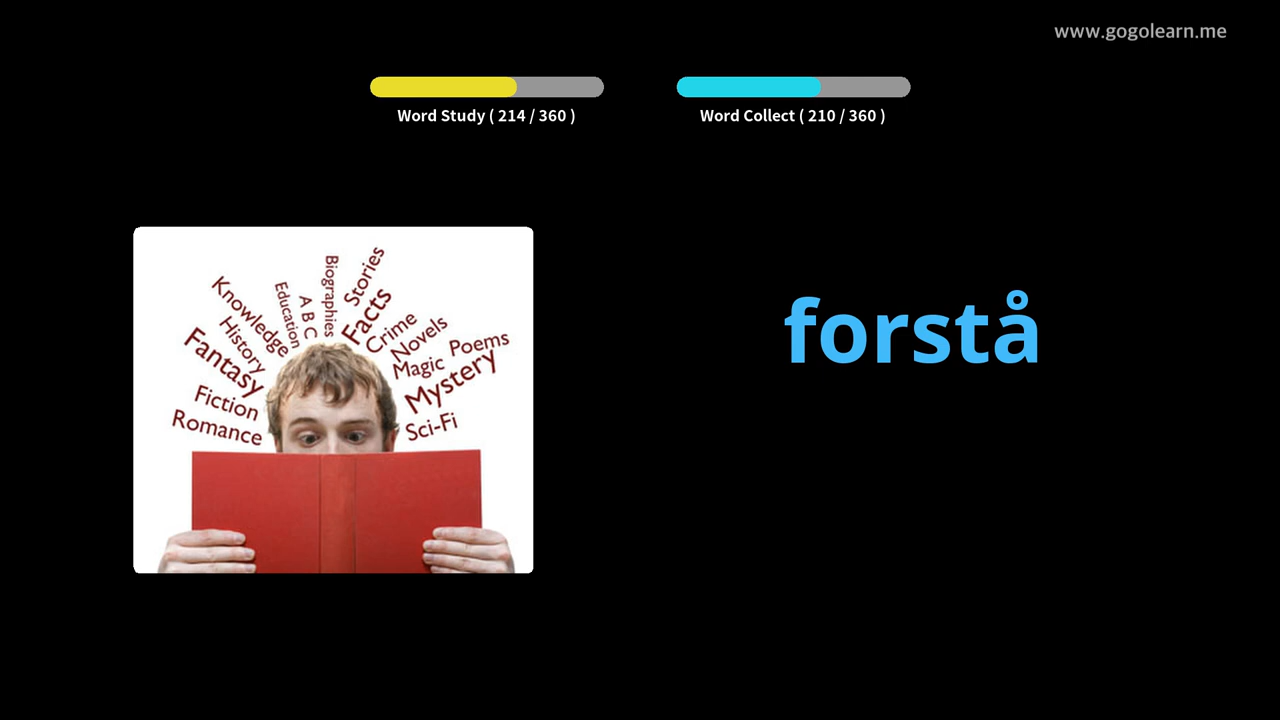 www.gogolearn.me
Word Study ( 214 / 360 )
Word Collect ( 210 / 360 )
Knowledge
Education
A B C
Biographies
Stories
Facts
Crime
Novels
Poems
History
Fantasy
Magic
Mystery
Fiction
Romance
Sci-Fi
forstå